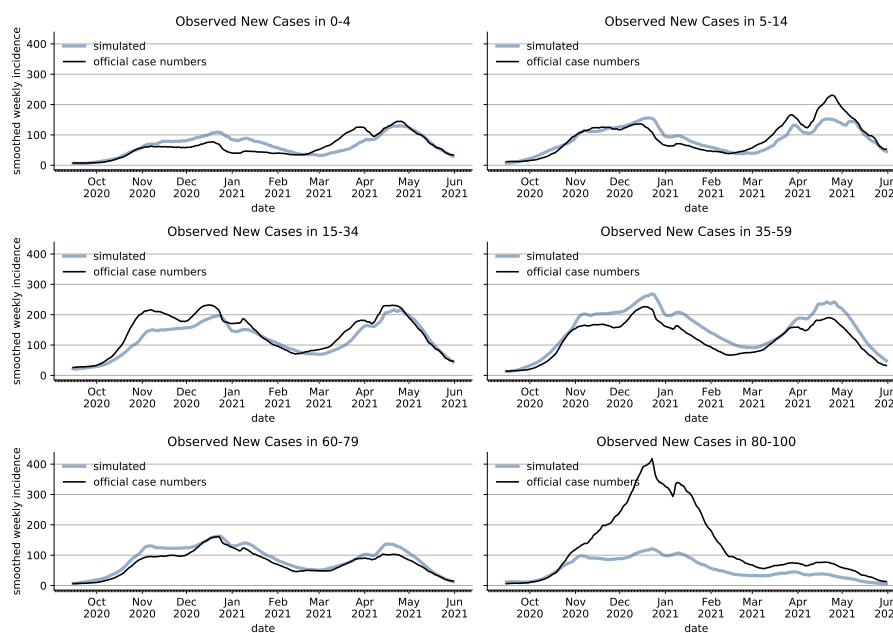 Observed New Cases in 0-4
smoothed weekly incidence
400
300
200
100
0
simulated
official case numbers
Oct 2020
Nov 2020
Dec 2020
Jan 2021
Feb 2021
Mar 2021
Apr 2021
May 2021
Jun 2021
date
Observed New Cases in 5-14
simulated
official case numbers
Oct 2020
Nov 2020
Dec 2020
Jan 2021
Feb 2021
Mar 2021
Apr 2021
May 2021
Jun 202
date
Observed New Cases in 15-34
smoothed weekly incidence
400
300
200
100
0
simulated
official case numbers
Oct 2020
Nov 2020
Dec 2020
Jan 2021
Feb 2021
Mar 2021
Apr 2021
May 2021
Jun 2021
date
Observed New Cases in 35-59
simulated
official case numbers
Oct 2020
Nov 2020
Dec 2020
Jan 2021
Feb 2021
Mar 2021
Apr 2021
May 2021
Jun 202
date
Observed New Cases in 60-79
smoothed weekly incidence
400
300
200
100
0
simulated
official case numbers
Oct 2020
Nov 2020
Dec 2020
Jan 2021
Feb 2021
Mar 2021
Apr 2021
May 2021
Jun 2021
date
Observed New Cases in 80-100
simulated
official case numbers
Oct 2020
Nov 2020
Dec 2020
Jan 2021
Feb 2021
Mar 2021
Apr 2021
May 2021
Jun 202
date